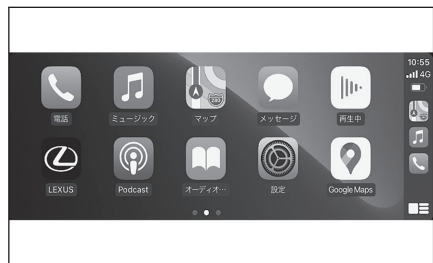 10:55
4G
電話
ミュージック
マップ
280
メッセージ
再生中
LEXUS
Podcast
オーディオ…
設定
Google Maps